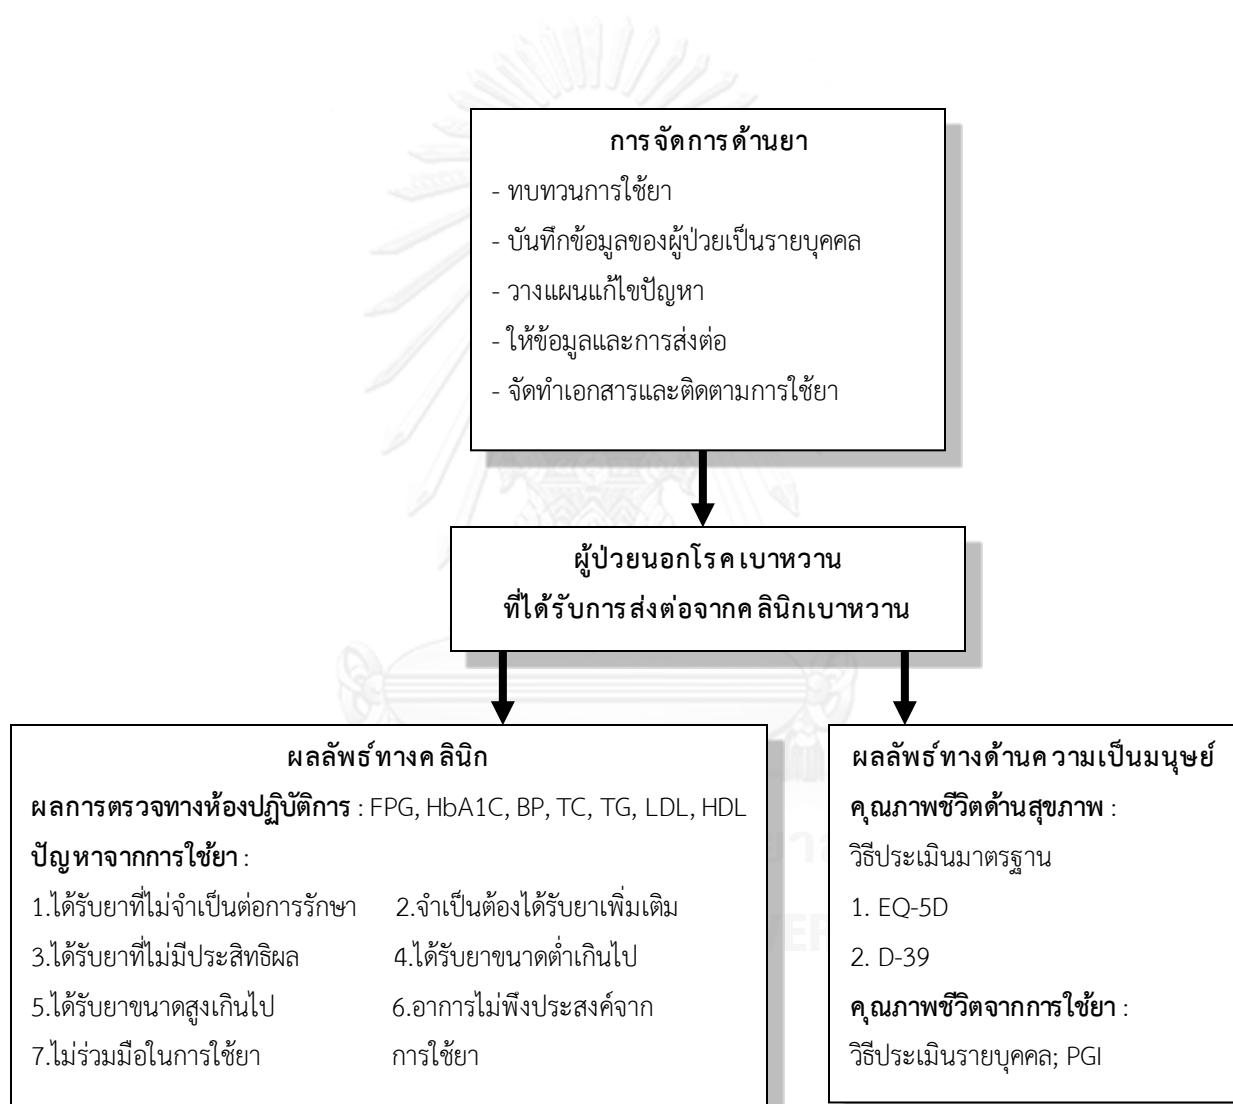 การจัดการด้านยา
- ทบทวนการใช้ยา
- บันทึกข้อมูลของผู้ป่วยเป็นรายบุคคล
- วางแผนแก้ไขปัญหา
- ให้ข้อมูลและการส่งต่อ
- จัดทำเอกสารและติดตามการใช้ยา
ผู้ป่วยนอกโรคเบาหวาน
ที่ได้รับการส่งต่อจากคลินิกเบาหวาน
ผลลัพธ์ทางคลินิก
ผลการตรวจทางห้องปฏิบัติการ : FPG, HbA1C, BP, TC, TG, LDL, HDL
ปัญหาจากการใช้ยา :
1.ได้รับยาที่ไม่จำเป็นต่อการรักษา 2.จำเป็นต้องได้รับยาเพิ่มเติม
3.ได้รับยาที่ไม่มีประสิทธิผล 4.ได้รับยาขนาดต่ำเกินไป
5.ได้รับยาขนาดสูงเกินไป 6.อาการไม่พึงประสงค์จาก
7.ไม่ร่วมมือในการใช้ยา การใช้ยา
ผลลัพธ์ทางด้านความเป็นมนุษย์
คุณภาพชีวิตด้านสุขภาพ :
วิธีประเมินมาตรฐาน
1. EQ-5D
2. D-39
คุณภาพชีวิตจากการใช้ยา :
วิธีประเมินรายบุคคล; PGI